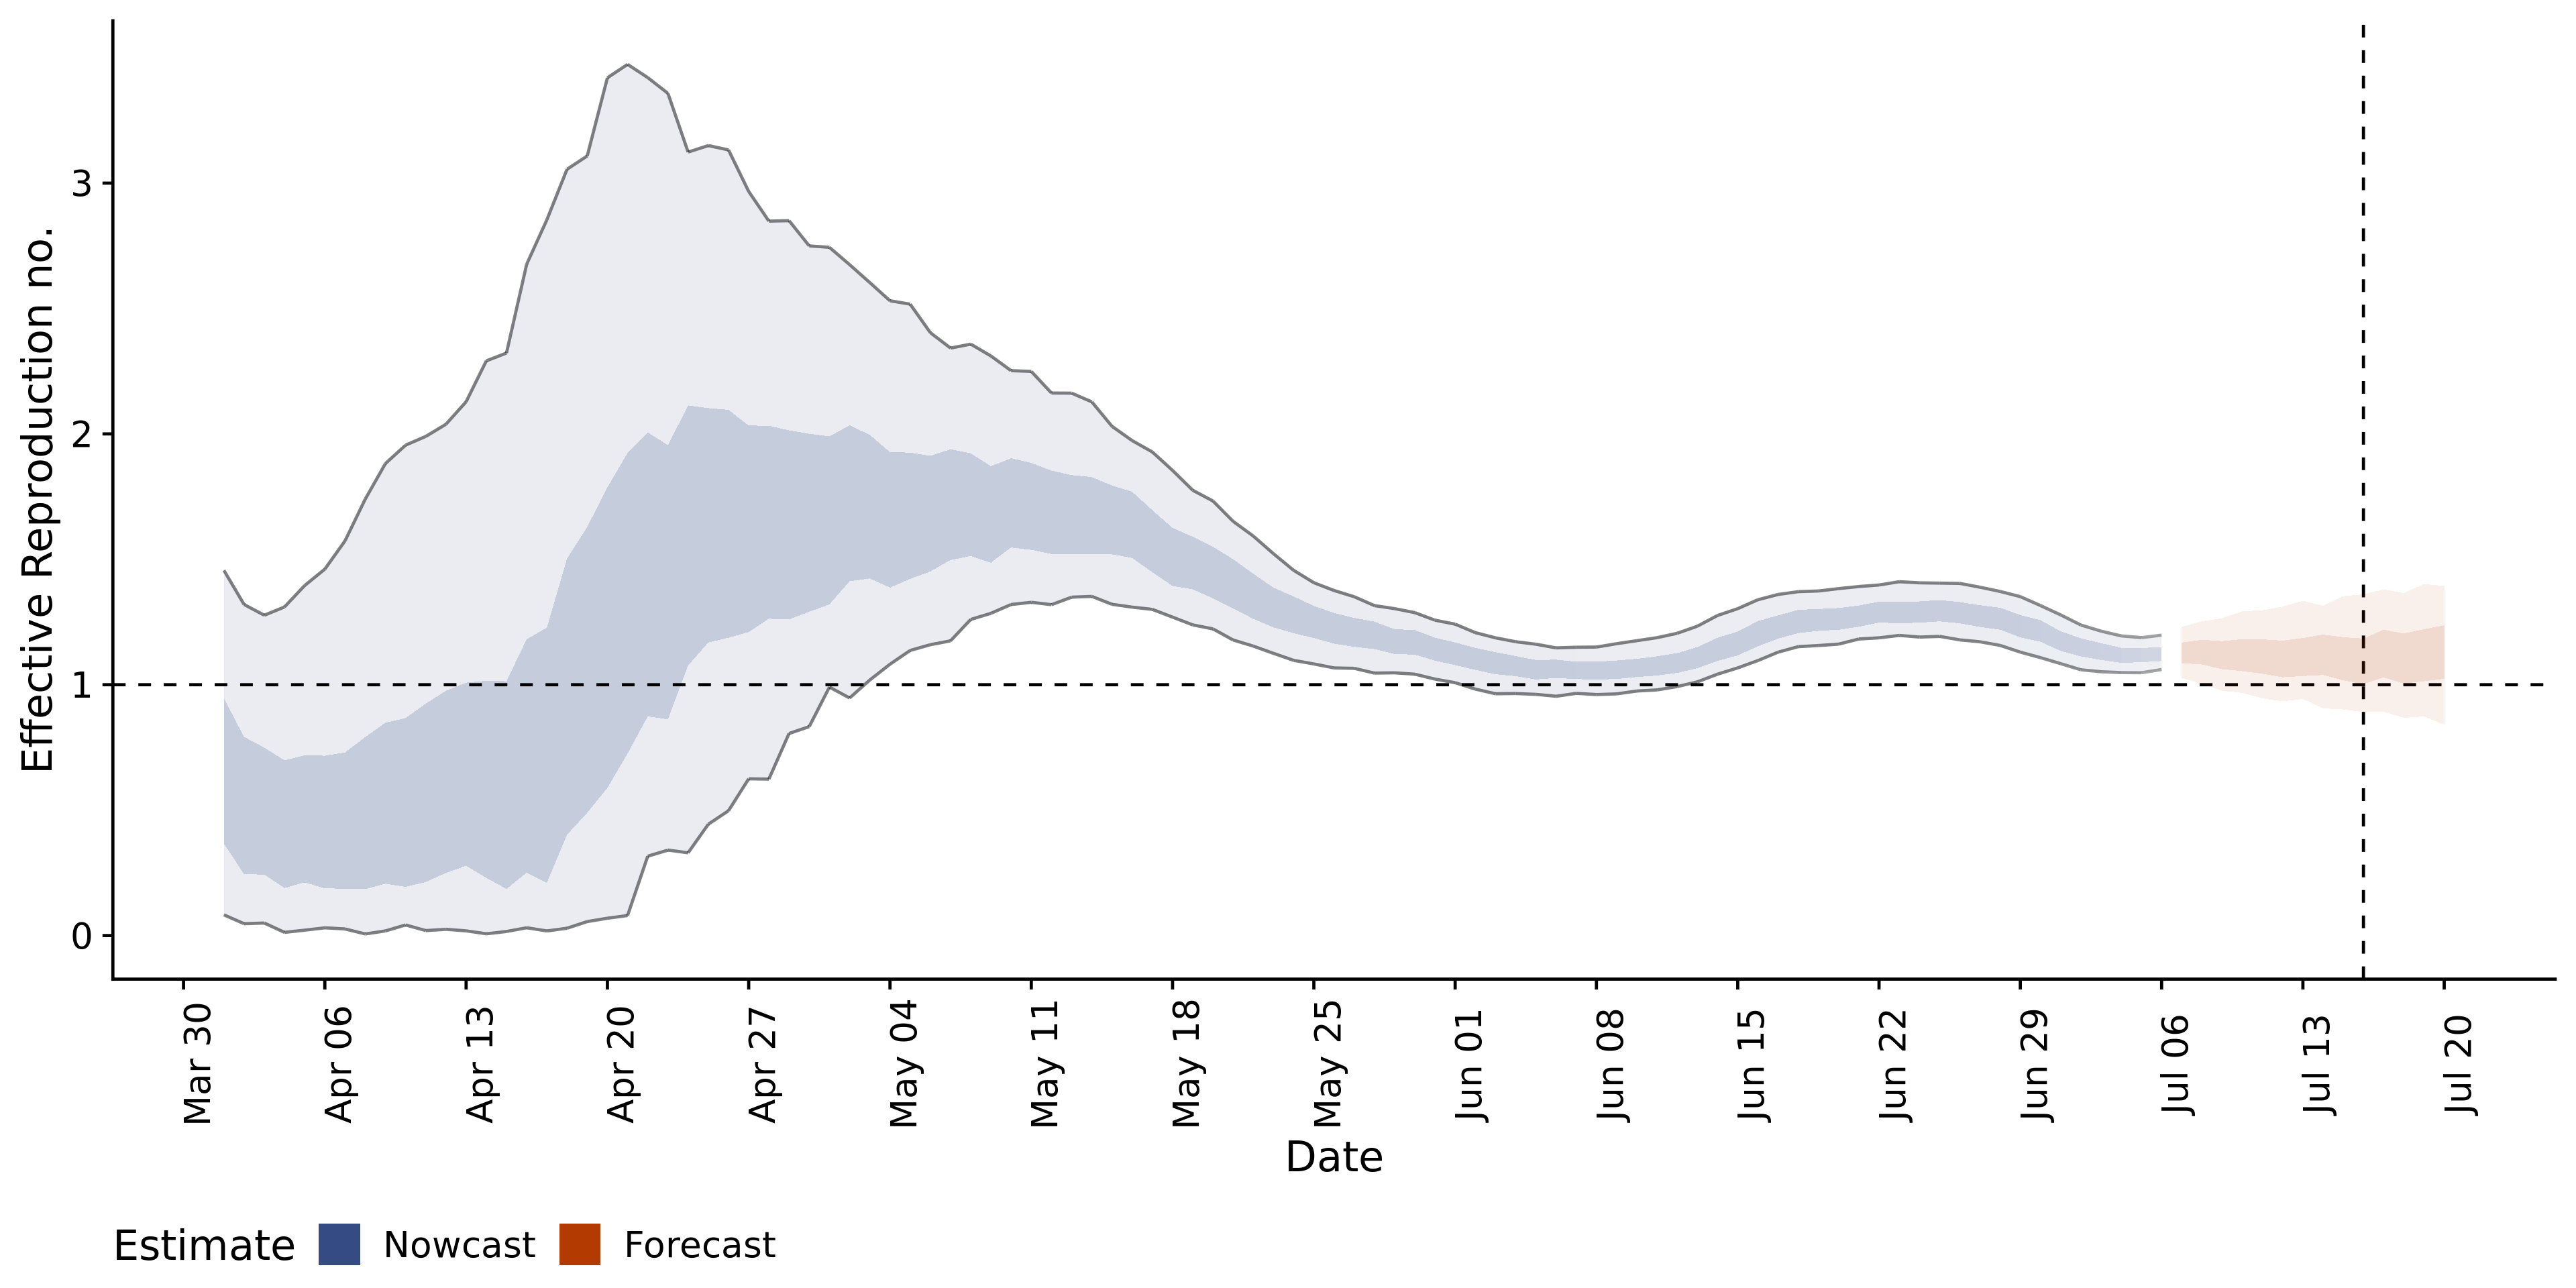 Effective Reproduction no.
3
2
1
0
Mar 30
Apr 06
Apr 13
Apr 20
Apr 27
May 04
May 11
May 18
May 25
Jun 01
Jun 08
Jun 15
Jun 22
Jun 29
Jul 06
Jul 13
Jul 20
Date
Estimate Nowcast Forecast